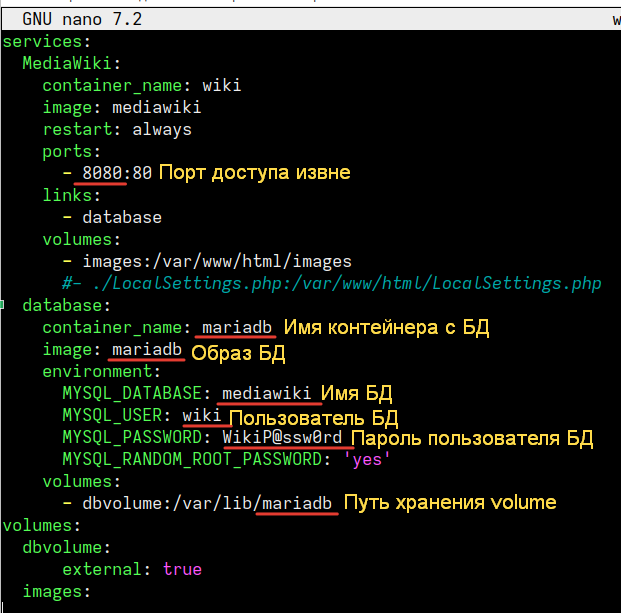 GNU nano 7.2 w
services:
MediaWiki:
container_name: wiki
image: mediawiki
restart: always
ports:
- 8080:80 Порт доступа извне
links:
- database
volumes:
- images:/var/www/html/images
#- ./LocalSettings.php:/var/www/html/LocalSettings.php
database:
container_name: mariadb Имя контейнера с БД
image: mariadb Образ БД
environment:
MYSQL_DATABASE: mediawiki Имя БД
MYSQL_USER: wiki Пользователь БД
MYSQL_PASSWORD: WikiP@ssw0rd Пароль пользователя БД
MYSQL_RANDOM_ROOT_PASSWORD: 'yes'
volumes:
- dbvolume:/var/lib/mariadb Путь хранения volume
volumes:
dbvolume:
external: true
images: